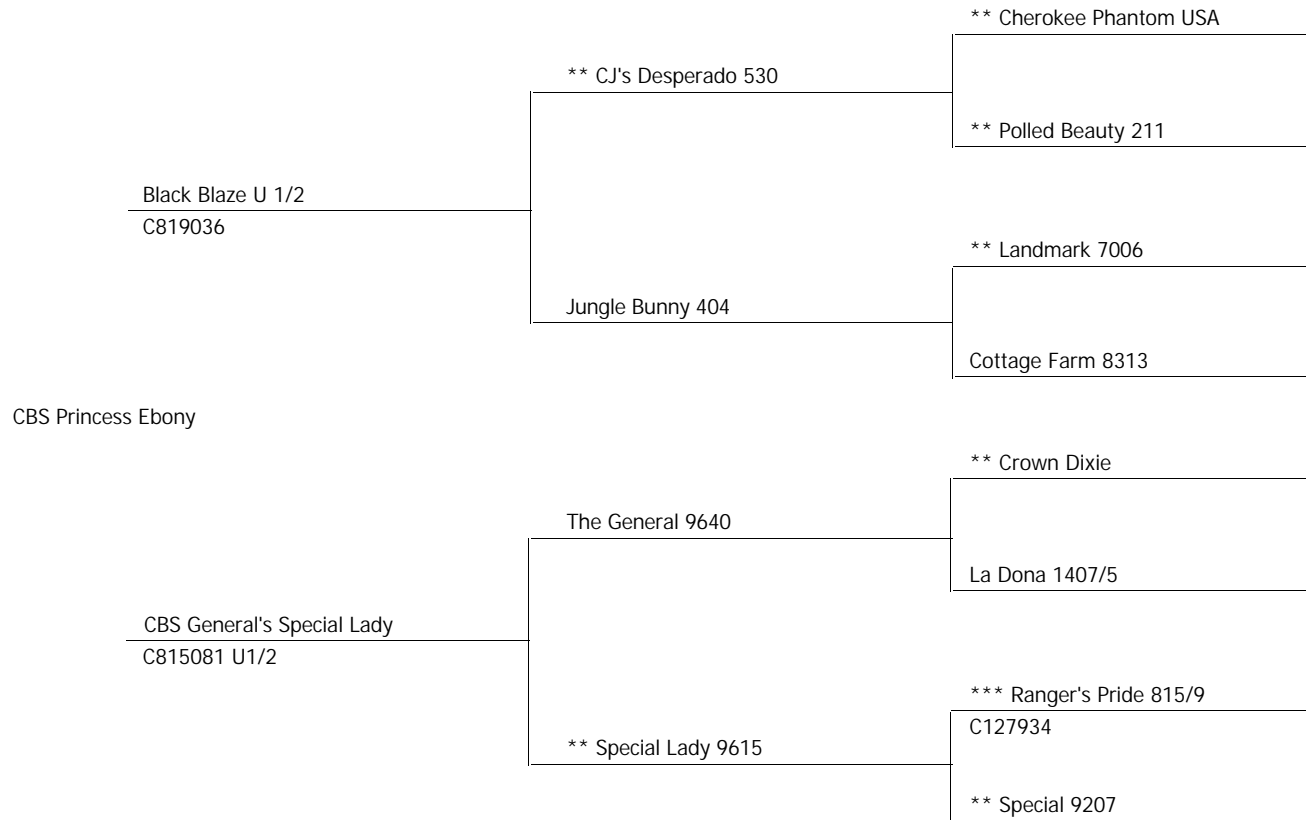 ** Cherokee Phantom USA
** CJ's Desperado 530
** Polled Beauty 211
Black Blaze U 1/2
C819036
** Landmark 7006
Jungle Bunny 404
Cottage Farm 8313
CBS Princess Ebony
** Crown Dixie
The General 9640
La Dona 1407/5
CBS General's Special Lady
C815081 U1/2
*** Ranger's Pride 815/9
C127934
** Special Lady 9615
** Special 9207